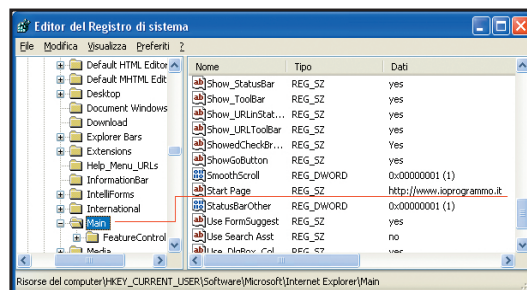 Editor del Registro di sistema
File Modifica Visualizza Preferiti ?
Default HTML Editor
Default MHTML Edit
Desktop
Document Windows
Download
Explorer Bars
Extensions
Help_Menu_URLs
InformationBar
IntelliForms
International
Main
FeatureControl
Media
Nome Tipo Dati
Show_StatusBar REG_SZ yes
Show_ToolBar REG_SZ yes
Show_URLinStat... REG_SZ yes
Show_URLToolBar REG_SZ yes
ShowedCheckBr... REG_SZ Yes
ShowGoButton REG_SZ yes
SmoothScroll REG_DWORD 0x00000001 (1)
Start Page REG_SZ http://www.ioprogrammo.it
StatusBarOther REG_DWORD 0x00000001 (1)
Use FormSuggest REG_SZ yes
Use Search Asst REG_SZ no
Use_DlgBox_Col... REG_SZ yes
Risorse del computer\HKEY_CURRENT_USER\Software\Microsoft\Internet Explorer\Main